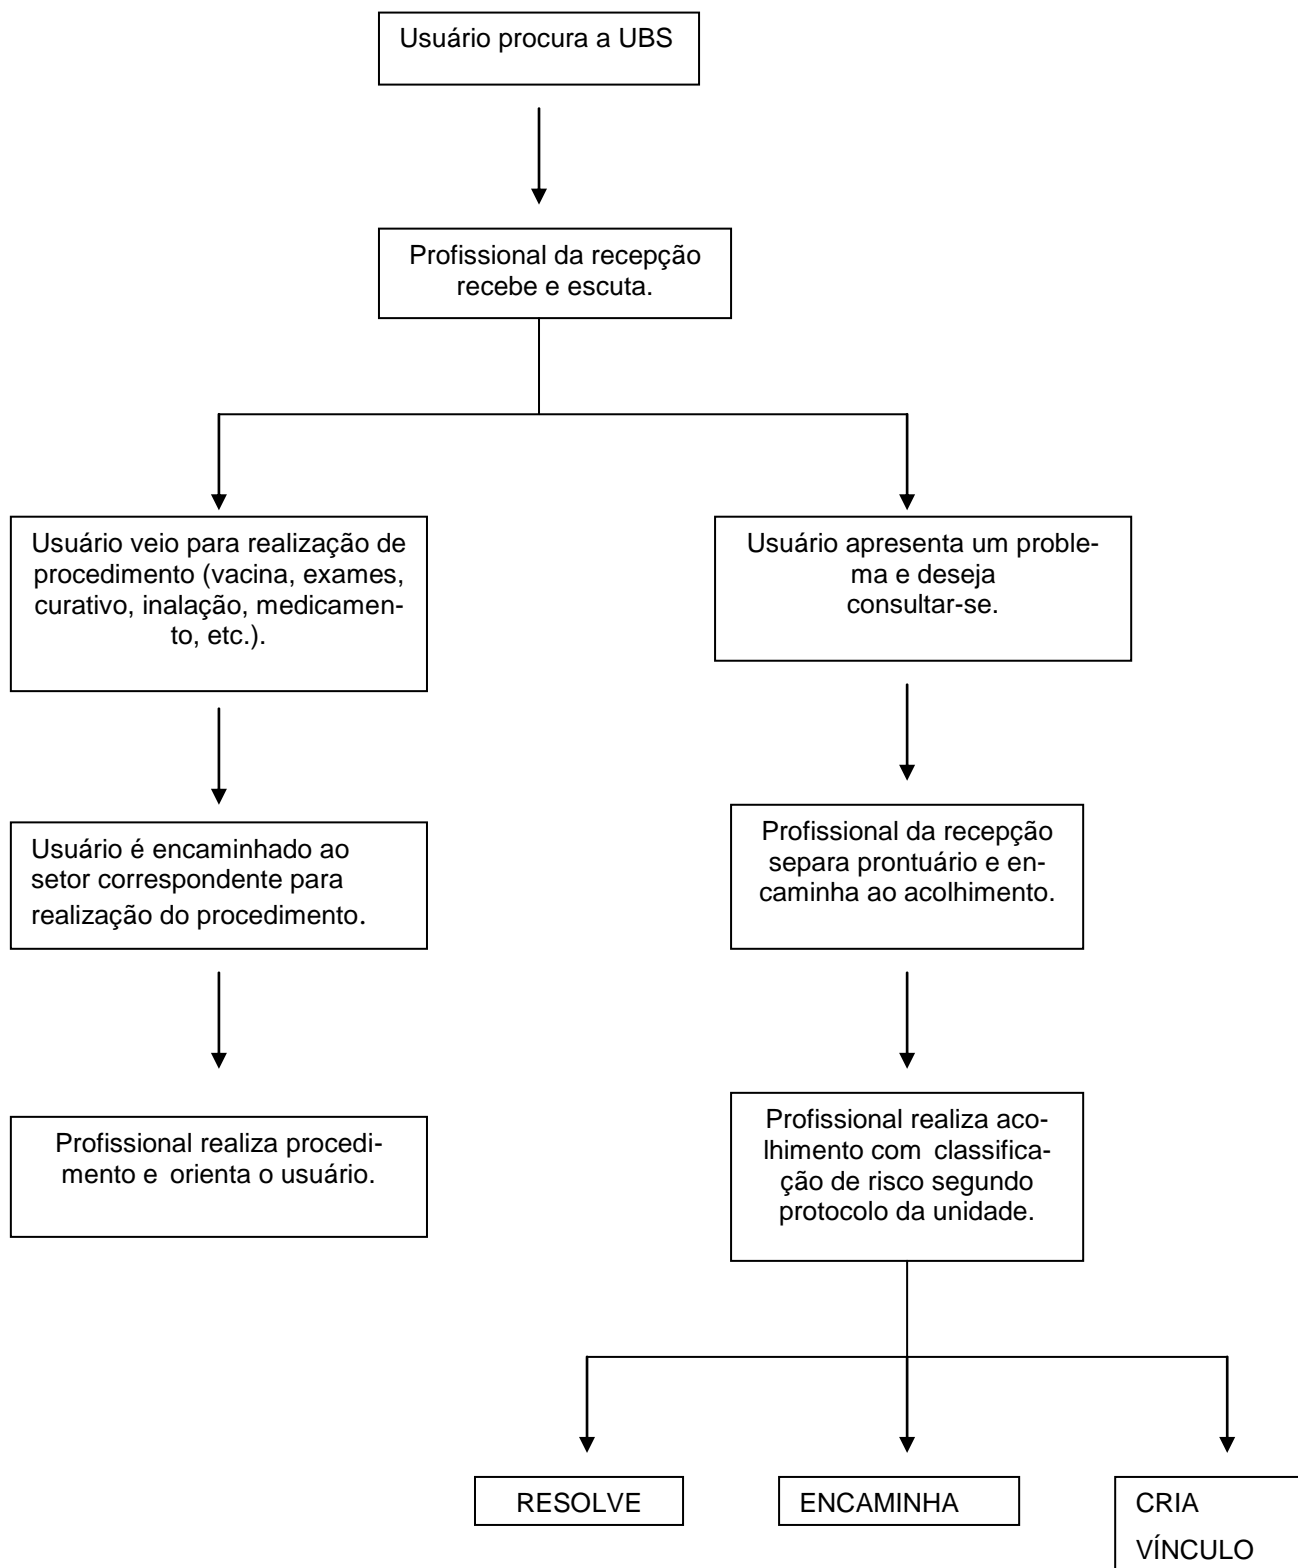 Usuário procura a UBS
Profissional da recepção
recebe e escuta.
Usuário veio para realização de
procedimento (vacina, exames,
curativo, inalação, medicamen-
to, etc.).
Usuário apresenta um proble-
ma e deseja
consultar-se.
Usuário é encaminhado ao
setor correspondente para
realização do procedimento.
Profissional da recepção
separa prontuário e en-
caminha ao acolhimento.
Profissional realiza procedi-
mento e orienta o usuário.
Profissional realiza aco-
lhimento com classifica-
ção de risco segundo
protocolo da unidade.
RESOLVE
ENCAMINHA
CRIA
VÍNCULO